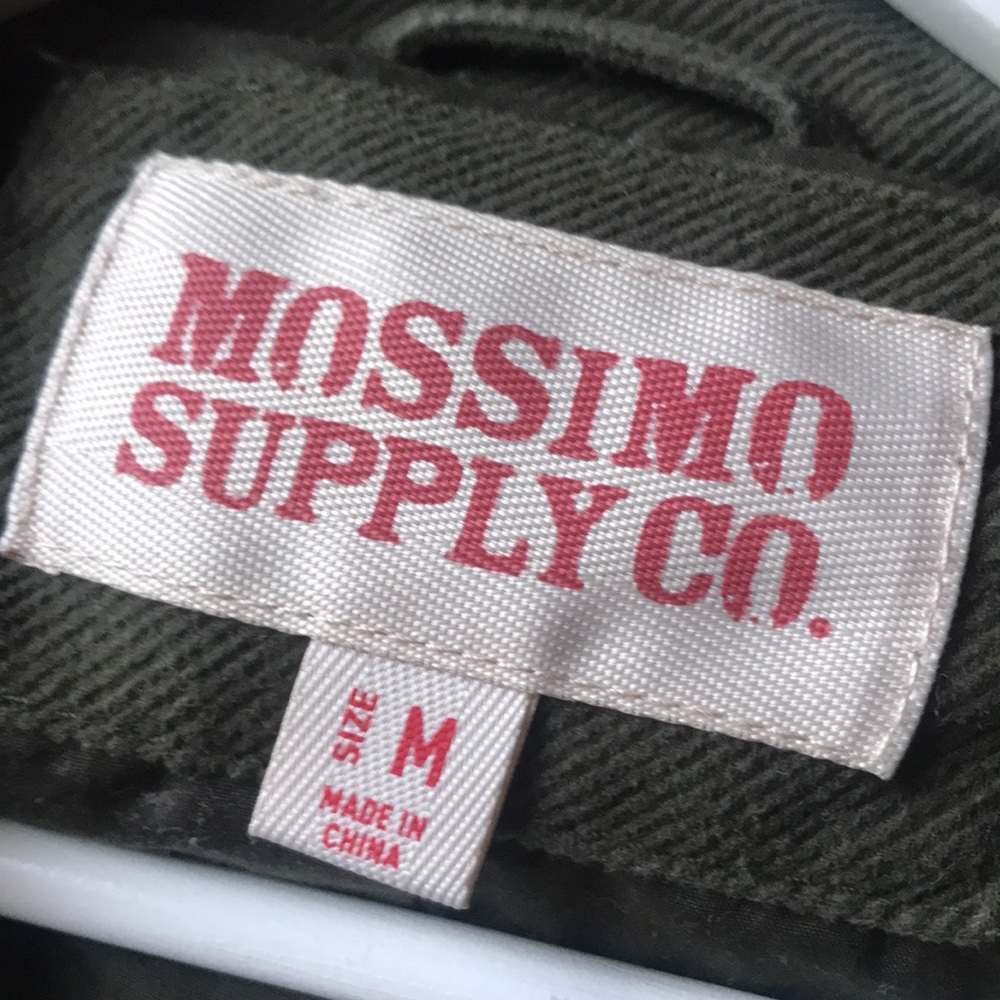 MOSSIMO
SUPPLY CO.
SIZE M
MADE IN
CHINA